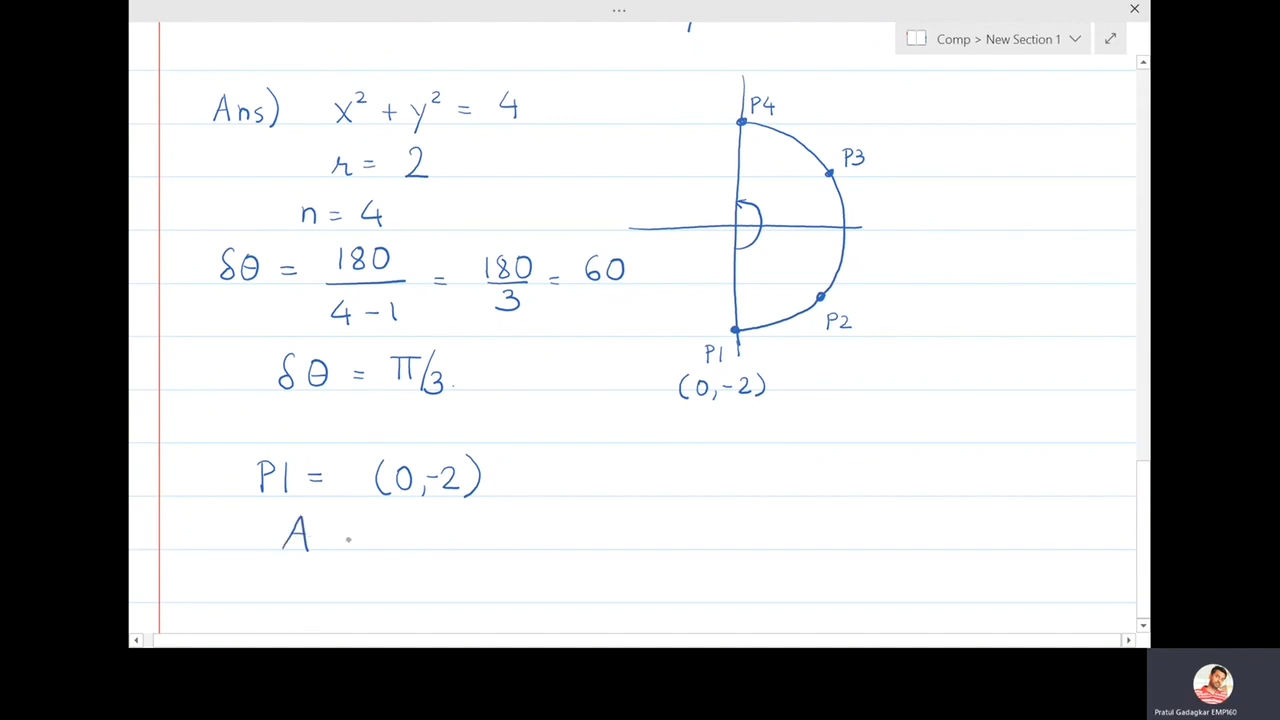 Comp > New Section 1
Ans) x² + y² = 4
r = 2
n = 4
δθ = 180 / 4 - 1 = 180 / 3 = 60
δθ = π/3.
P4
P3
P2
P1
(0, -2)
P1 = (0, -2)
A
Pratul Gadagkar EMP160